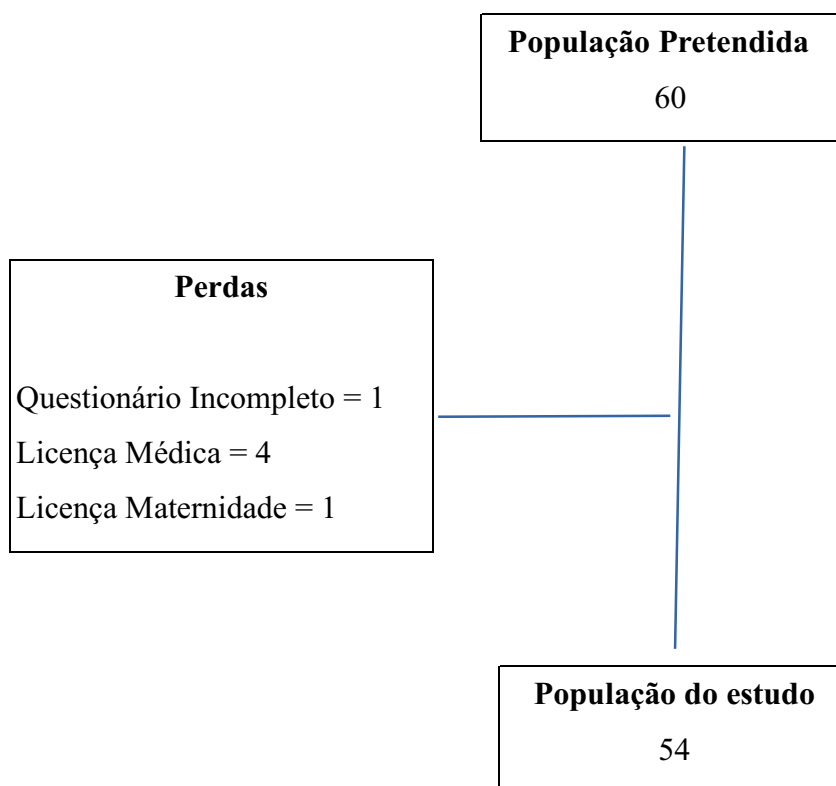 População Pretendida
60
Perdas
Questionário Incompleto = 1
Licença Médica = 4
Licença Maternidade = 1
População do estudo
54